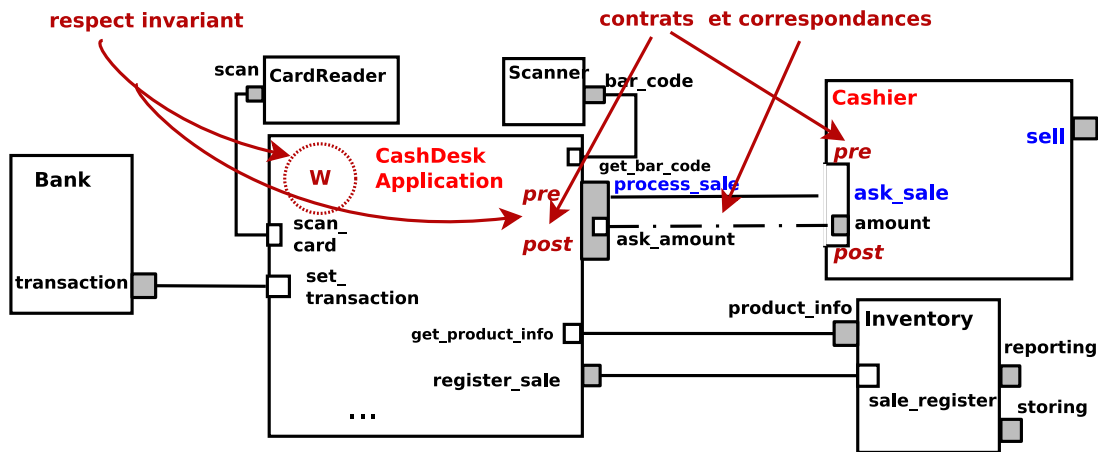 respect invariant
contrats et correspondances
scan
CardReader
Scanner
bar_code
Cashier
sell
pre
CashDesk
Application
W
get_bar_code
process_sale
Bank
pre
ask_sale
scan_
card
post
ask_amount
amount
post
transaction
set_
transaction
product_info
Inventory
get_product_info
reporting
register_sale
sale_register
storing
...